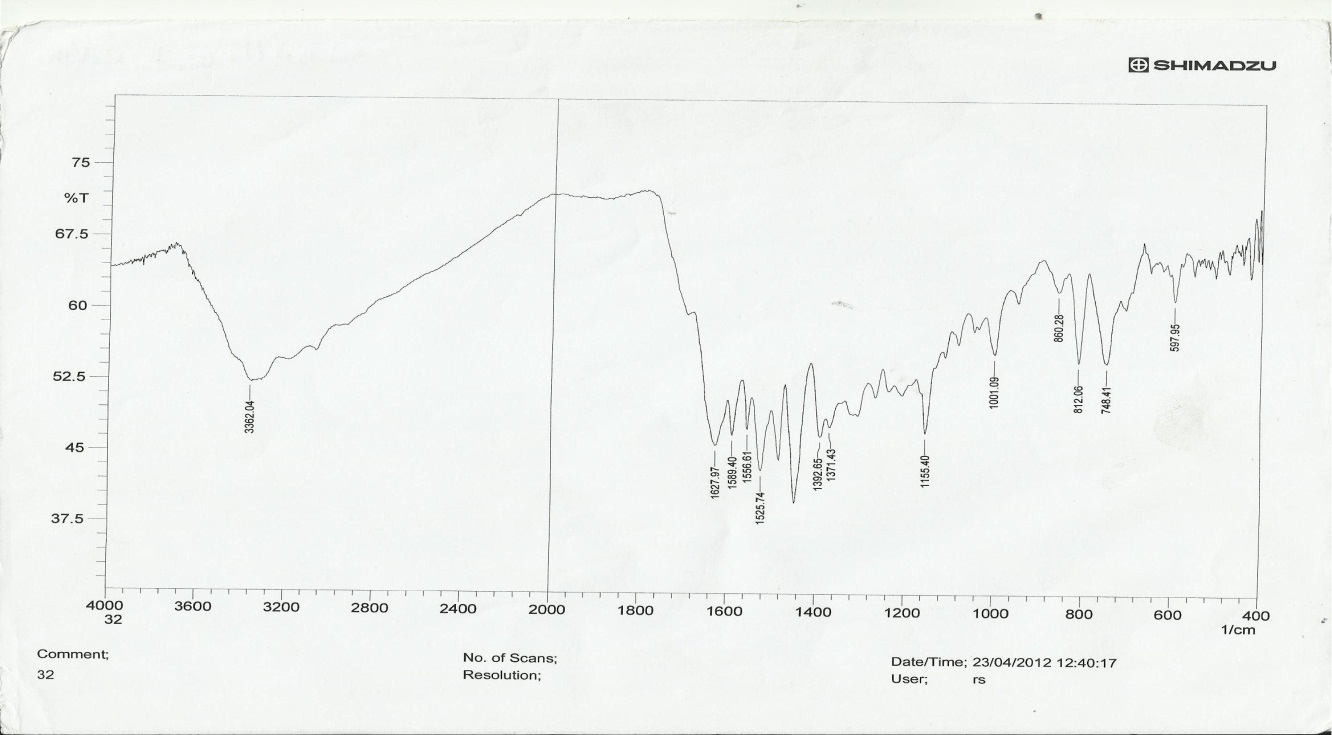 SHIMADZU
75
%T
67.5
60
52.5
45
37.5
3362.04
1627.97
1589.40
1556.61
1525.74
1392.65
1371.43
1155.40
1001.09
860.28
812.06
748.41
597.95
4000 3600 3200 2800 2400 2000 1800 1600 1400 1200 1000 800 600 400
32
1/cm
Comment;
32
No. of Scans;
Resolution;
Date/Time; 23/04/2012 12:40:17
User; rs